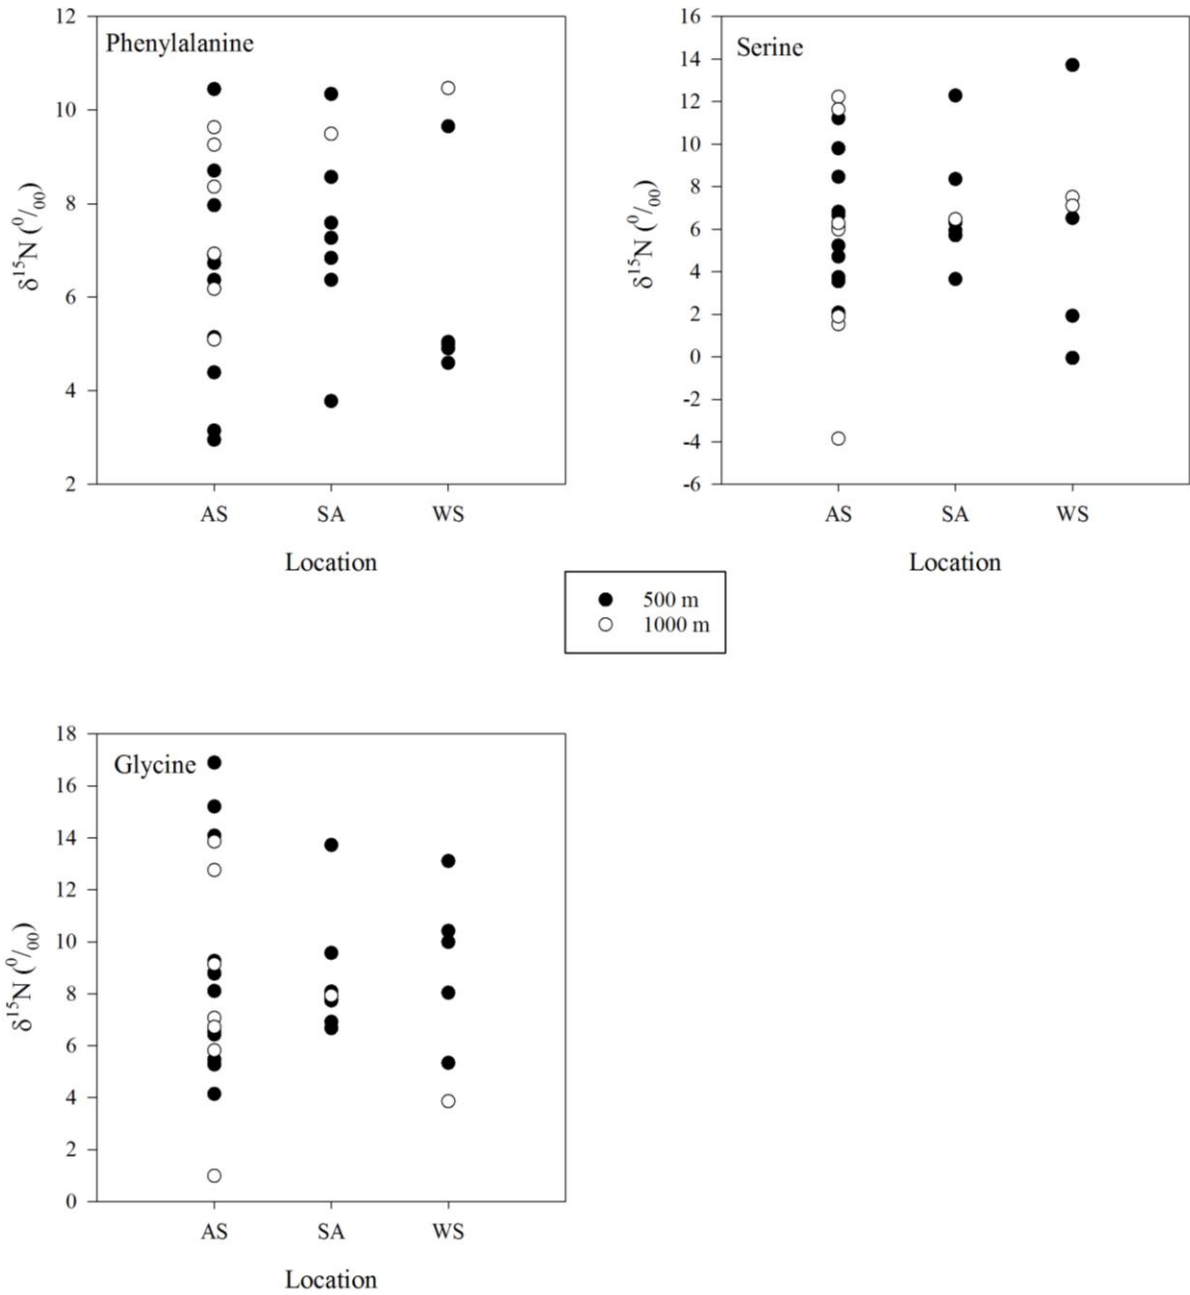 Phenylalanine
12
10
8
6
4
2
δ15N (0/00)
AS SA WS
Location
Serine
16
14
12
10
8
6
4
2
0
-2
-4
-6
δ15N (0/00)
AS SA WS
Location
500 m
1000 m
Glycine
18
16
14
12
10
8
6
4
2
0
δ15N (0/00)
AS SA WS
Location